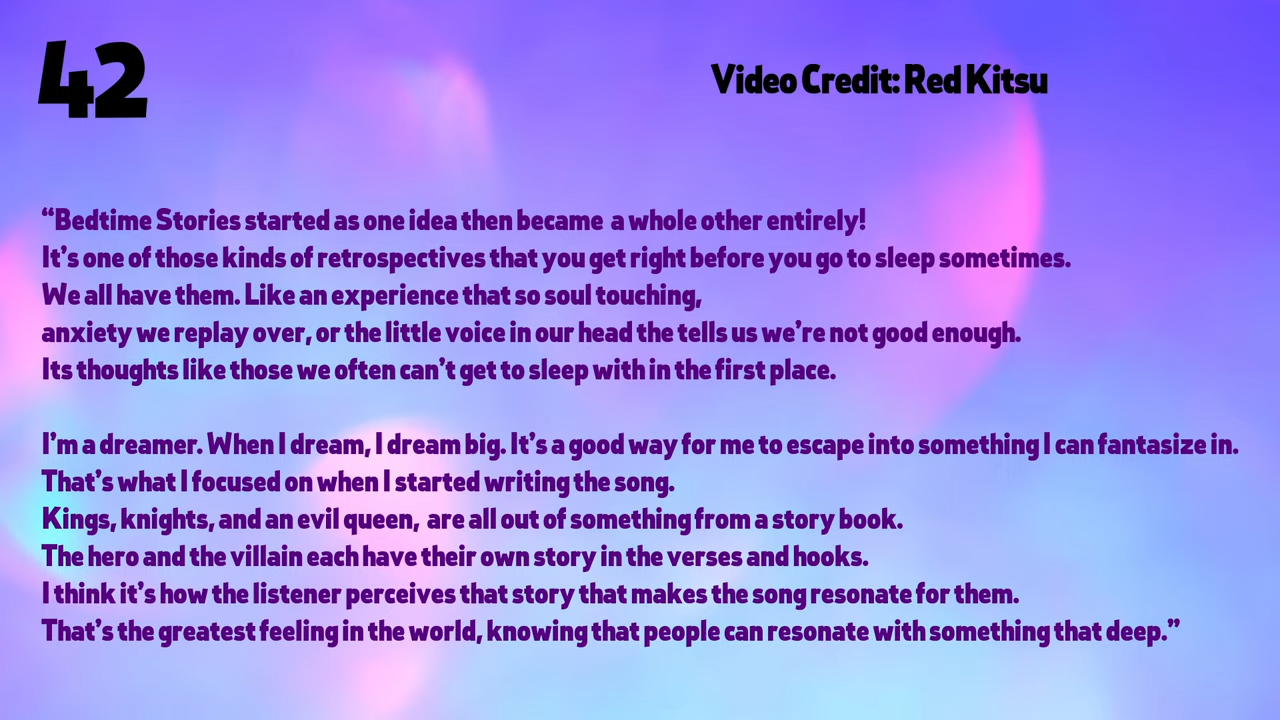 42
Video Credit: Red Kitsu
“Bedtime Stories started as one idea then became a whole other entirely!
It’s one of those kinds of retrospectives that you get right before you go to sleep sometimes.
We all have them. Like an experience that so soul touching,
anxiety we replay over, or the little voice in our head the tells us we’re not good enough.
Its thoughts like those we often can’t get to sleep with in the first place.
I’m a dreamer. When I dream, I dream big. It’s a good way for me to escape into something I can fantasize in.
That’s what I focused on when I started writing the song.
Kings, knights, and an evil queen, are all out of something from a story book.
The hero and the villain each have their own story in the verses and hooks.
I think it’s how the listener perceives that story that makes the song resonate for them.
That’s the greatest feeling in the world, knowing that people can resonate with something that deep.”